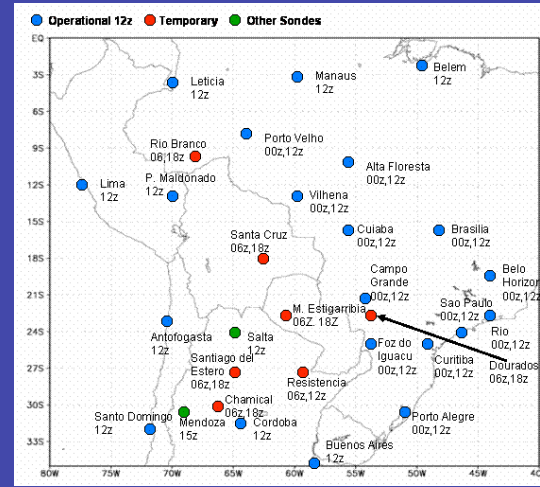 Operational 12z Temporary Other Sondes
EQ
3S
6S
9S
12S
15S
18S
21S
24S
27S
30S
33S
80W 75W 70W 65W 60W 55W 50W 45W 40
Leticia
12z
Manaus
12z
Belem
12z
Rio Branco
06,18z
Porto Velho
00z,12z
Alta Floresta
00z,12z
Lima
12z
P. Maldonado
12z
Vilhena
00z,12z
Cuiaba
00z,12z
Brasilia
00z,12z
Santa Cruz
06z,18z
Campo
Grande
00z,12z
Belo
Horizon
00z,12z
M. Estigarribia
06Z. 18Z
Sao Paulo
00z,12z
Rio
00z,12z
Antofogasta
12z
Salta
12z
Foz do
Iguacu
00z,12z
Curitiba
00z,12z
Dourados
06z,18z
Santiago del
Estero
06z,18z
Resistencia
06z,12z
Chamical
06z,18z
Santo Domingo
12z
Mendoza
15z
Cordoba
12z
Porto Alegre
00z,12z
Buenos Aires
12z